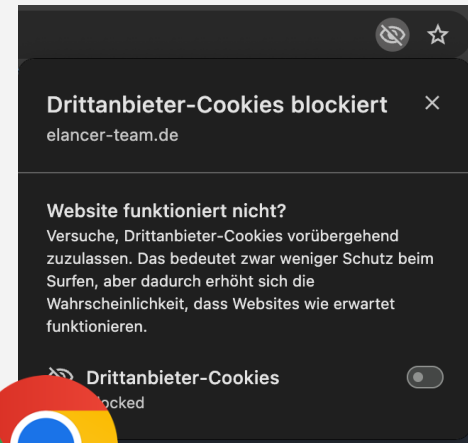 Drittanbieter-Cookies blockiert
elancer-team.de
Website funktioniert nicht?
Versuche, Drittanbieter-Cookies vorübergehend
zuzulassen. Das bedeutet zwar weniger Schutz beim
Surfen, aber dadurch erhöht sich die
Wahrscheinlichkeit, dass Websites wie erwartet
funktionieren.
Drittanbieter-Cookies